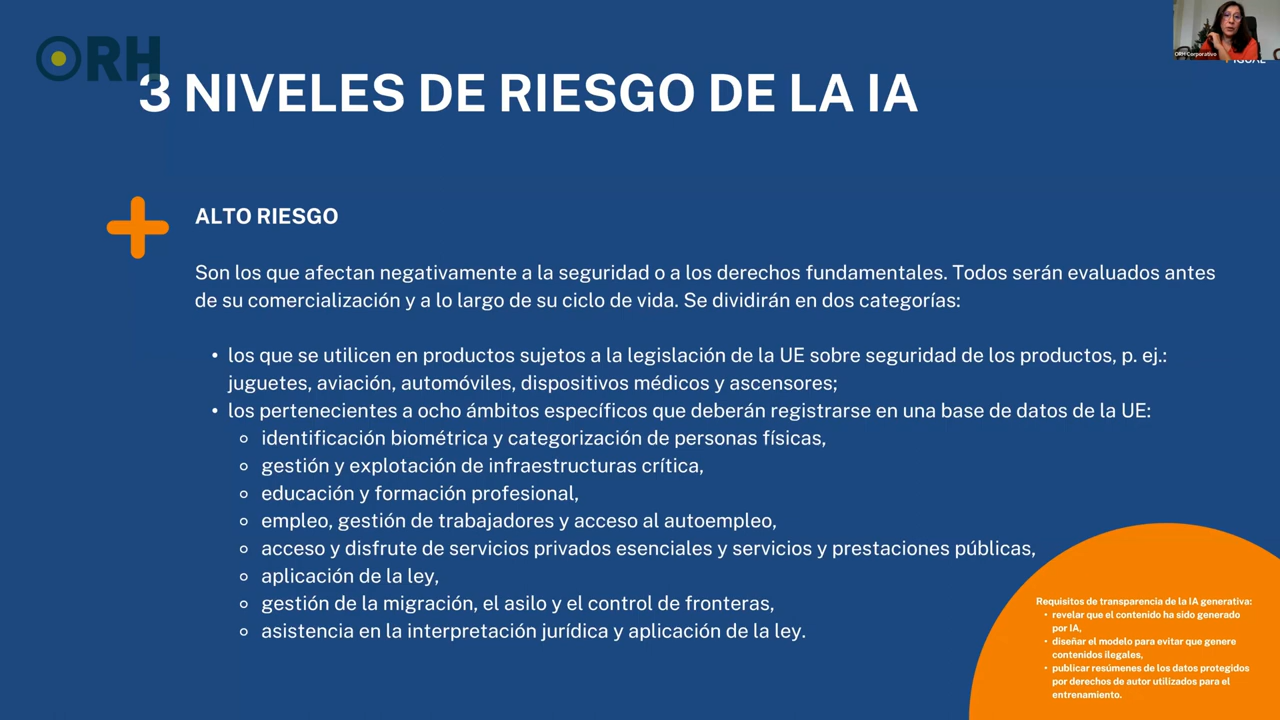 ORH
3 NIVELES DE RIESGO DE LA IA
ORH Corporativo
IGUAL
ALTO RIESGO
Son los que afectan negativamente a la seguridad o a los derechos fundamentales. Todos serán evaluados antes
de su comercialización y a lo largo de su ciclo de vida. Se dividirán en dos categorías:
• los que se utilicen en productos sujetos a la legislación de la UE sobre seguridad de los productos, p. ej.:
juguetes, aviación, automóviles, dispositivos médicos y ascensores;
• los pertenecientes a ocho ámbitos específicos que deberán registrarse en una base de datos de la UE:
◦ identificación biométrica y categorización de personas físicas,
◦ gestión y explotación de infraestructuras crítica,
◦ educación y formación profesional,
◦ empleo, gestión de trabajadores y acceso al autoempleo,
◦ acceso y disfrute de servicios privados esenciales y servicios y prestaciones públicas,
◦ aplicación de la ley,
◦ gestión de la migración, el asilo y el control de fronteras,
◦ asistencia en la interpretación jurídica y aplicación de la ley.
Requisitos de transparencia de la IA generativa:
• revelar que el contenido ha sido generado
por IA,
• diseñar el modelo para evitar que genere
contenidos ilegales,
• publicar resúmenes de los datos protegidos
por derechos de autor utilizados para el
entrenamiento.